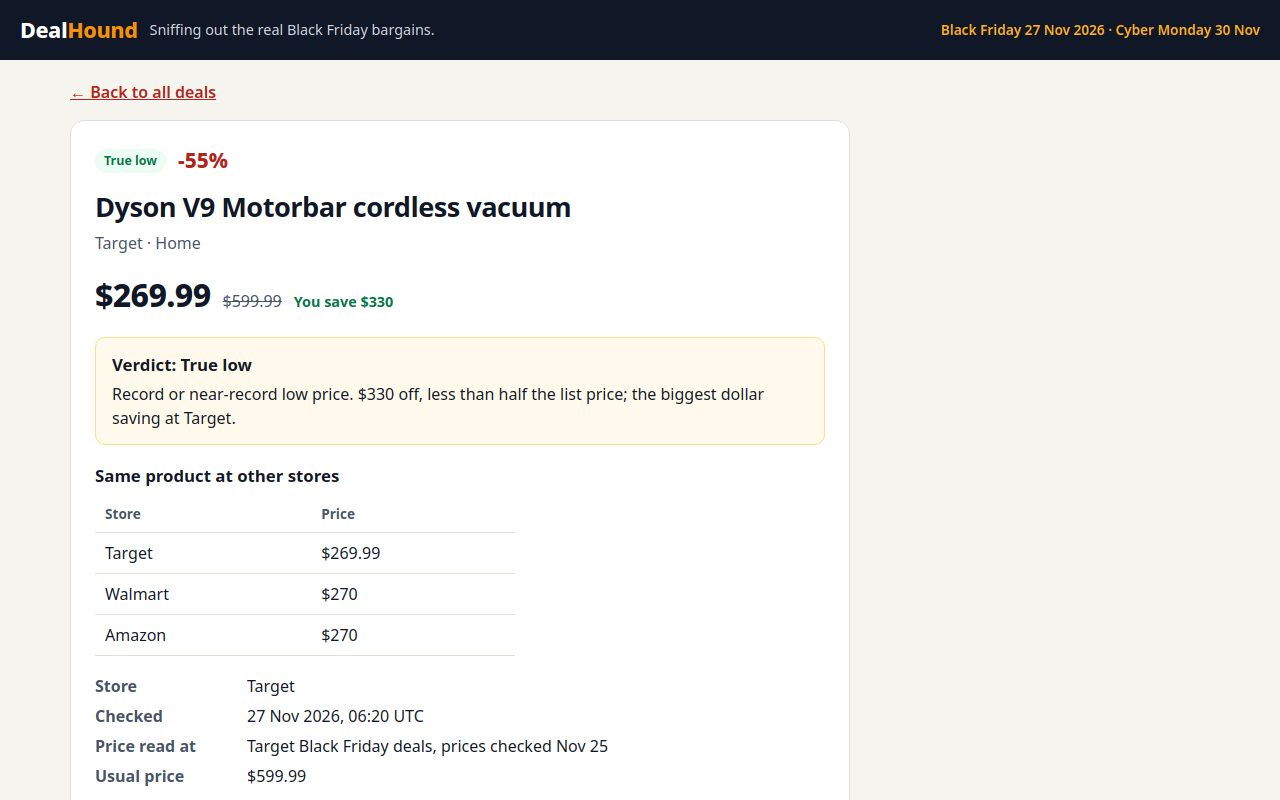 DealHound Sniffing out the real Black Friday bargains. Black Friday 27 Nov 2026 · Cyber Monday 30 Nov
← Back to all deals
True low -55%
Dyson V9 Motorbar cordless vacuum
Target · Home
$269.99 $599.99 You save $330
Verdict: True low
Record or near-record low price. $330 off, less than half the list price; the biggest dollar
saving at Target.
Same product at other stores
Store Price
Target $269.99
Walmart $270
Amazon $270
Store Target
Checked 27 Nov 2026, 06:20 UTC
Price read at Target Black Friday deals, prices checked Nov 25
Usual price $599.99